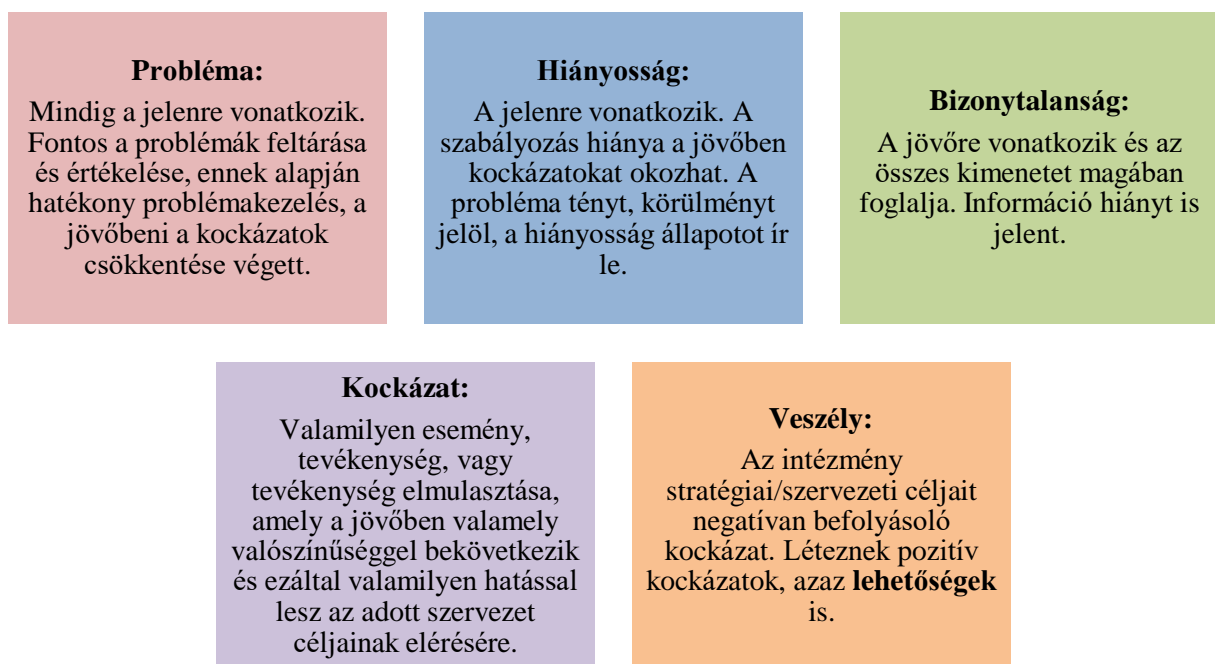 Probléma:
Mindig a jelenre vonatkozik.
Fontos a problémák feltárása
és értékelése, ennek alapján
hatékony problémakezelés, a
jövőbeni a kockázatok
csökkentése végett.
Hiányosság:
A jelenre vonatkozik. A
szabályozás hiánya a jövőben
kockázatokat okozhat. A
probléma tényt, körülményt
jelöl, a hiányosság állapotot ír
le.
Bizonytalanság:
A jövőre vonatkozik és az
összes kimenetet magában
foglalja. Információ hiányt is
jelent.
Kockázat:
Valamilyen esemény,
tevékenység, vagy
tevékenység elmulasztása,
amely a jövőben valamely
valószínűséggel bekövetkezik
és ezáltal valamilyen hatással
lesz az adott szervezet
céljainak elérésére.
Veszély:
Az intézmény
stratégiai/szervezeti céljait
negatívan befolyásoló
kockázat. Léteznek pozitív
kockázatok, azaz lehetőségek
is.